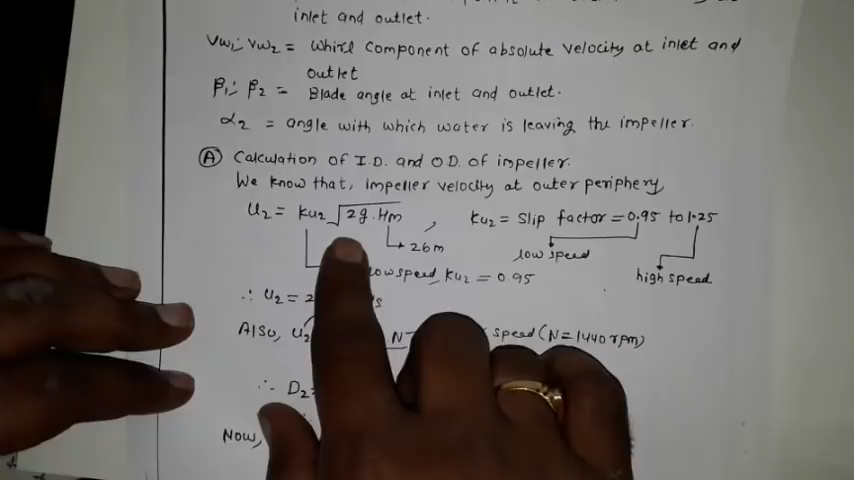 inlet and outlet.
Vw1; Vw2 = Whirl component of absolute velocity at inlet and
outlet
β1; β2 = Blade angle at inlet and outlet.
α2 = angle with which water is leaving the impeller.
(A) Calculation of I.D. and O.D. of impeller.
We know that, impeller velocity at outer periphery,
U2 = Ku2 √2g.Hm , Ku2 = Slip factor = 0.95 to 1.25
26m
low speed
low speed, Ku2 = 0.95
high speed
∴ U2 = 2
Also, U2 .N speed (N=1440 rpm)
∴ D2 =
Now,